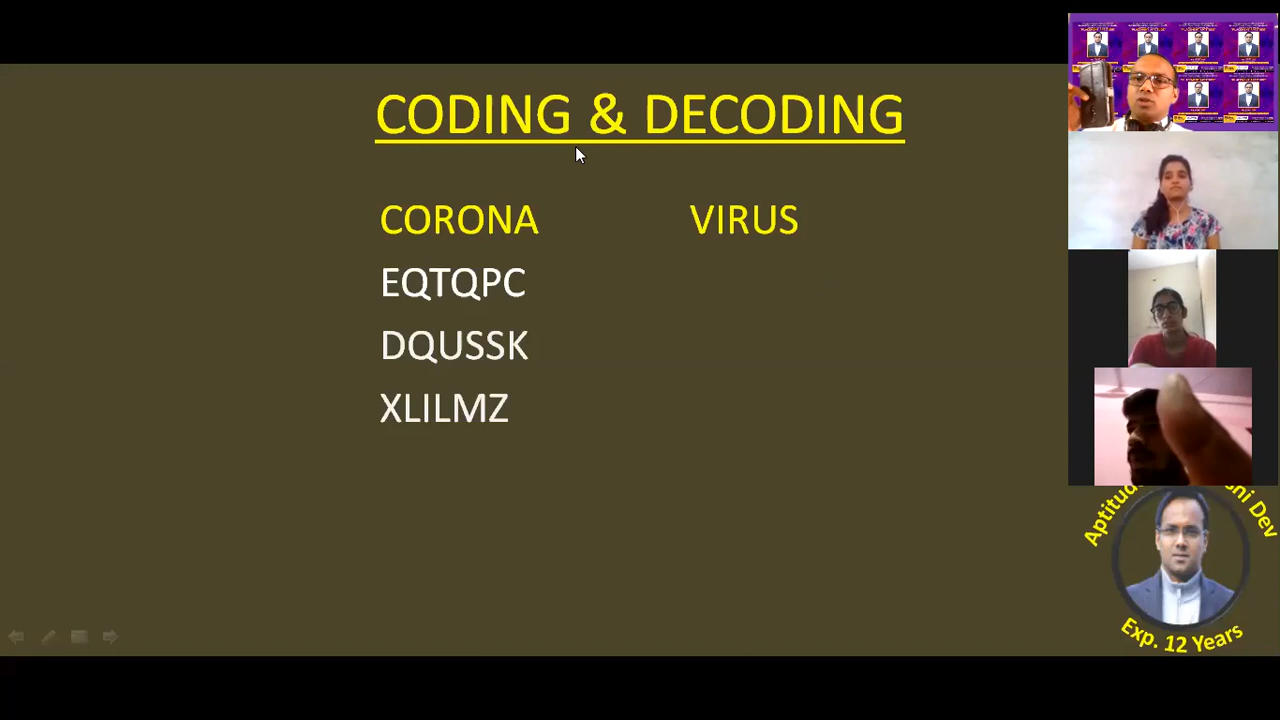 CODING & DECODING
CORONA VIRUS
EQTQPC
DQUSSK
XLILMZ
Exp. 12 Years